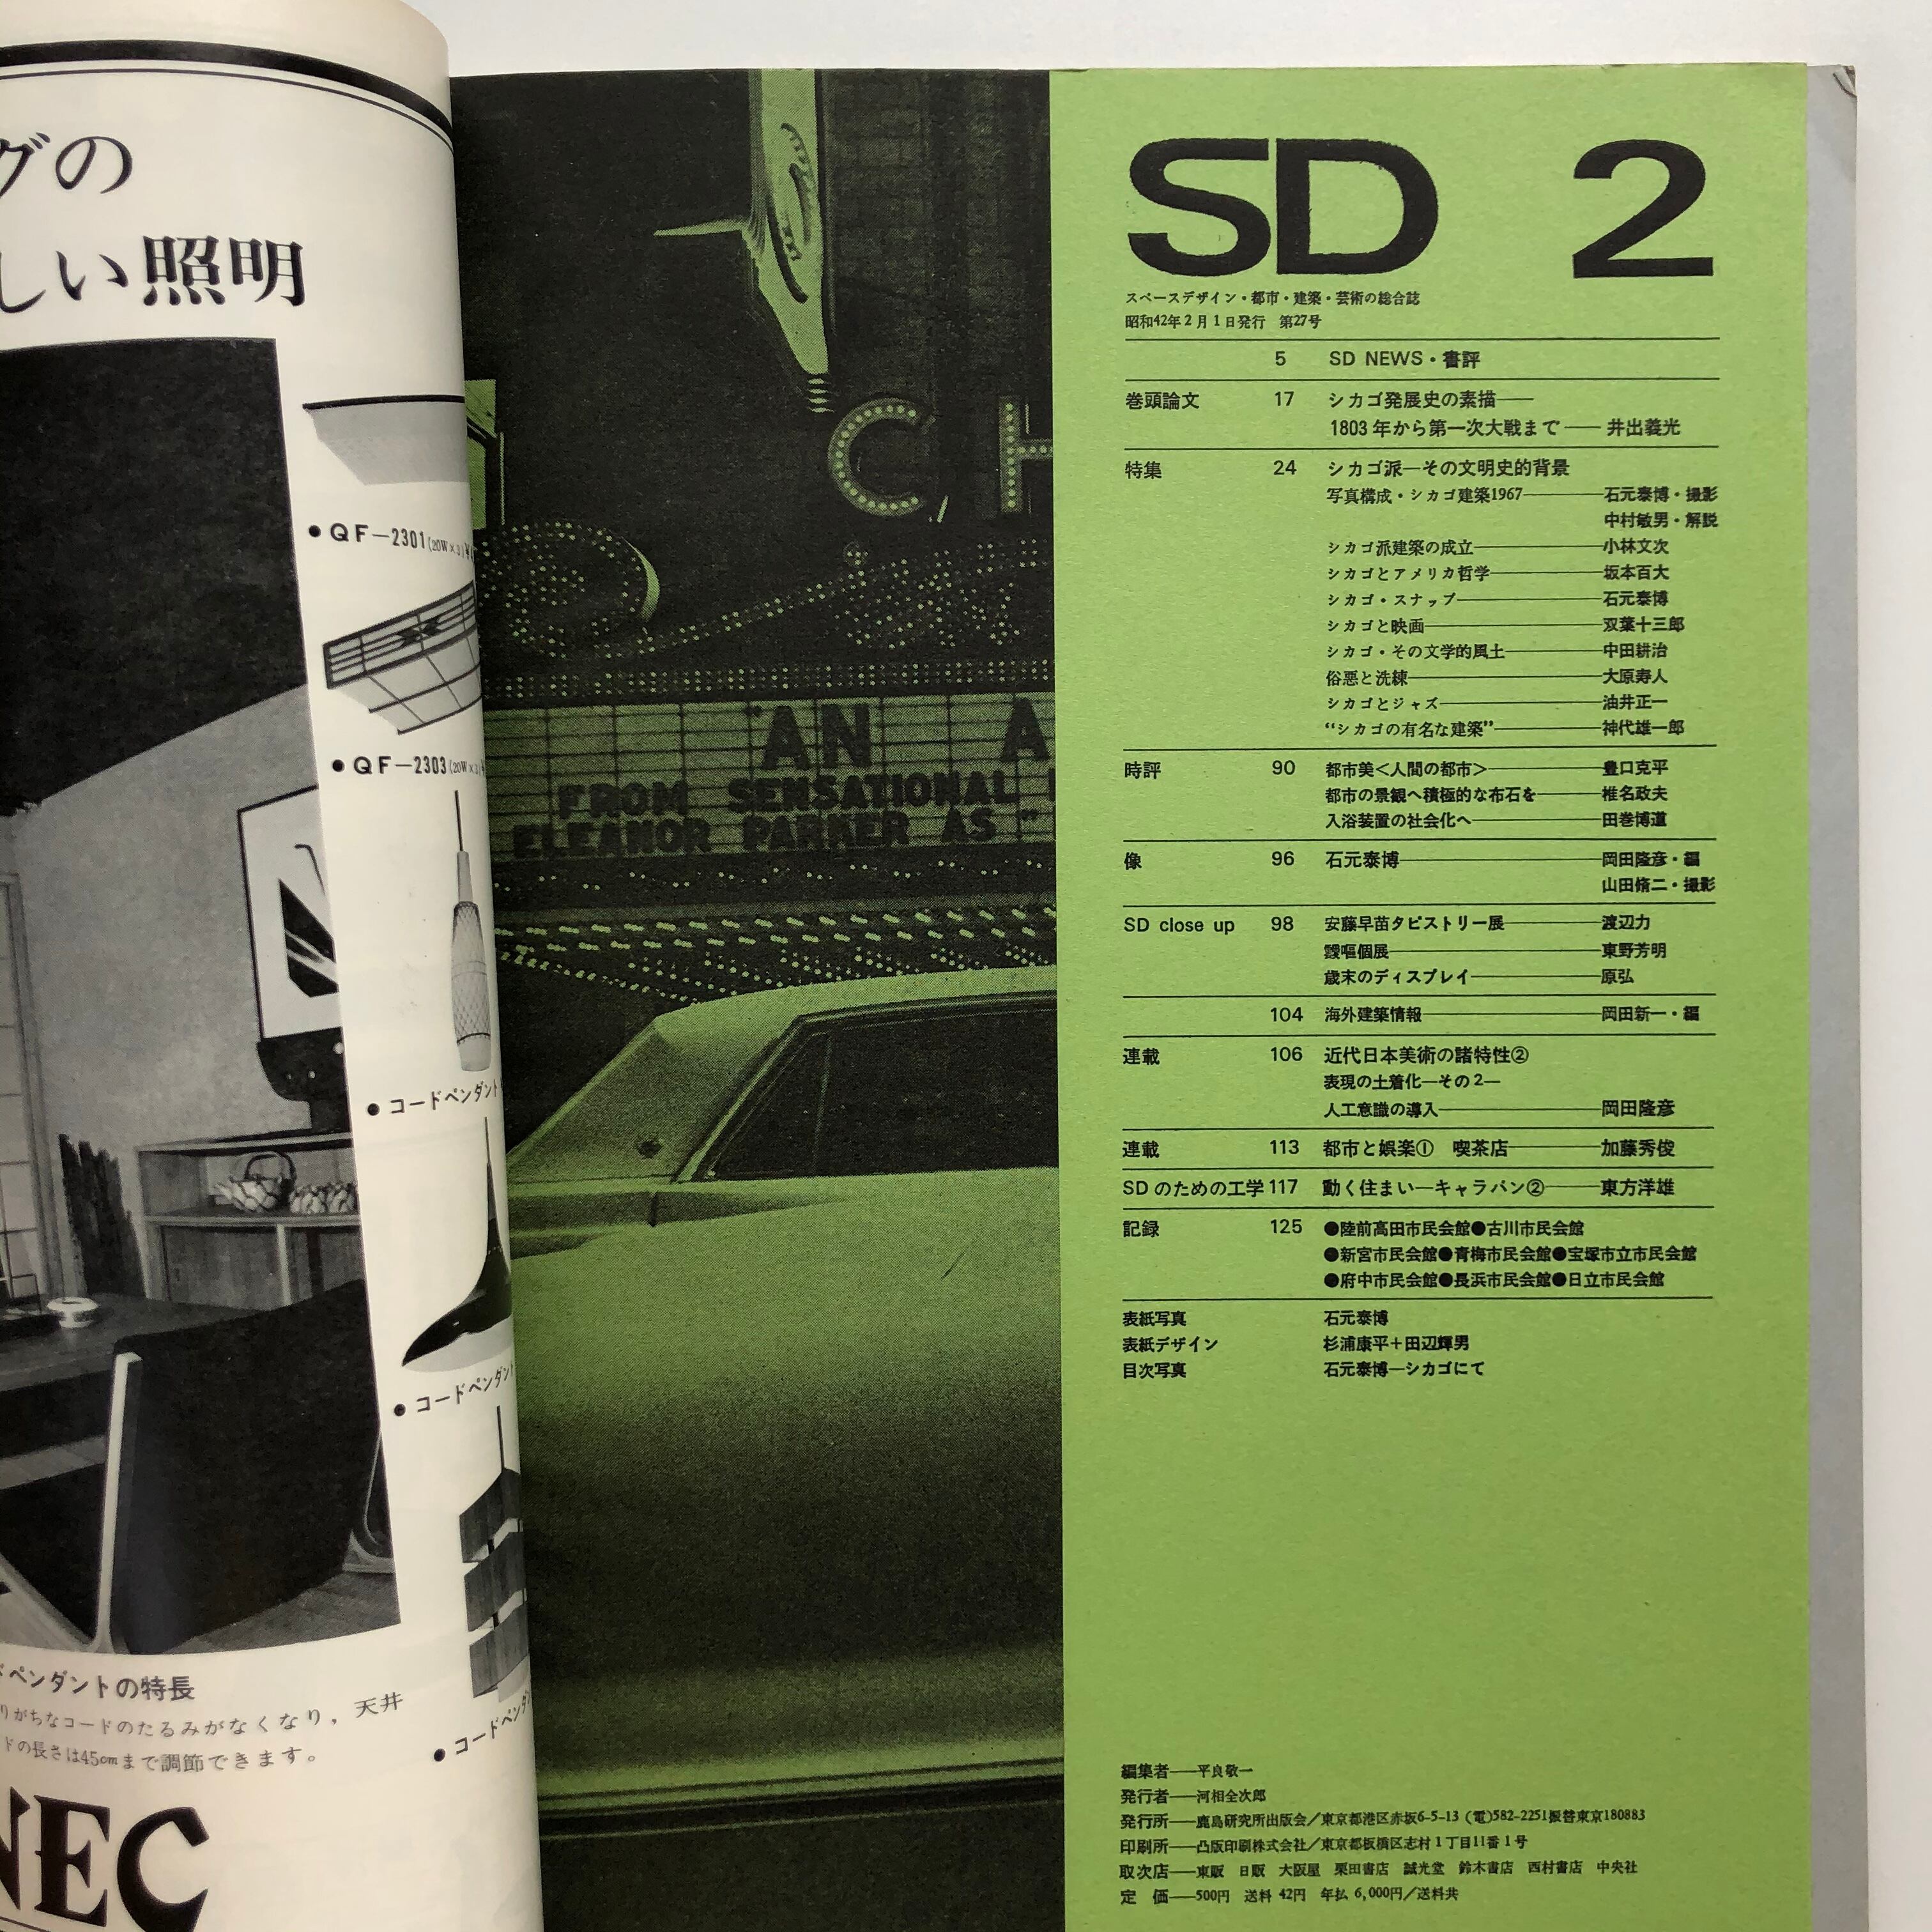 グの
しい照明
●QF－2301(20W×3)
●QF－2303(20W×3)
●コードペンダント
●コードペンダント
●コードペンダ
ペンダントの特長
りがちなコードのたるみがなくなり，天井
ドの長さは45cmまで調節できます。
NEC
CH
AN A
FROM SENSATIONAL
ELEANOR PARKER AS "
SD 2
スペースデザイン・都市・建築・芸術の総合誌
昭和42年2月1日発行 第27号
5 SD NEWS・書評
巻頭論文 17 シカゴ発展史の素描――
1803年から第一次大戦まで――井出義光
特集 24 シカゴ派―その文明史的背景
写真構成・シカゴ建築1967――石元泰博・撮影
中村敏男・解説
シカゴ派建築の成立――小林文次
シカゴとアメリカ哲学――坂本百大
シカゴ・スナップ――石元泰博
シカゴと映画――双葉十三郎
シカゴ・その文学的風土――中田耕治
俗悪と洗練――大原寿人
シカゴとジャズ――油井正一
“シカゴの有名な建築”――神代雄一郎
時評 90 都市美＜人間の都市＞――豊口克平
都市の景観へ積極的な布石を――椎名政夫
入浴装置の社会化へ――田巻博道
像 96 石元泰博――岡田隆彦・編
山田脩二・撮影
SD close up 98 安藤早苗タピストリー展――渡辺力
靉嘔個展――東野芳明
歳末のディスプレイ――原弘
104 海外建築情報――岡田新一・編
連載 106 近代日本美術の諸特性②
表現の土着化―その2―
人工意識の導入――岡田隆彦
連載 113 都市と娯楽① 喫茶店――加藤秀俊
SDのための工学 117 動く住まい―キャラバン②――東方洋雄
記録 125 ●陸前高田市民会館●古川市民会館
●新宮市民会館●青梅市民会館●宝塚市立市民会館
●府中市民会館●長浜市民会館●日立市民会館
表紙写真 石元泰博
表紙デザイン 杉浦康平＋田辺輝男
目次写真 石元泰博―シカゴにて
編集者――平良敬一
発行者――河相全次郎
発行所――鹿島研究所出版会／東京都港区赤坂6-5-13（電)582-2251振替東京180883
印刷所――凸版印刷株式会社／東京都板橋区志村1丁目11番1号
取次店――東販 日販 大阪屋 栗田書店 誠光堂 鈴木書店 西村書店 中央社
定 価――500円 送料 42円 年払 6,000円／送料共